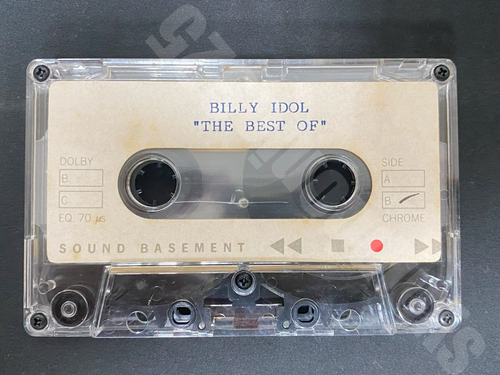 BILLY IDOL
"THE BEST OF"
DOLBY
B
C
EQ. 70 µs
SIDE
A
B
CHROME
SOUND BASEMENT